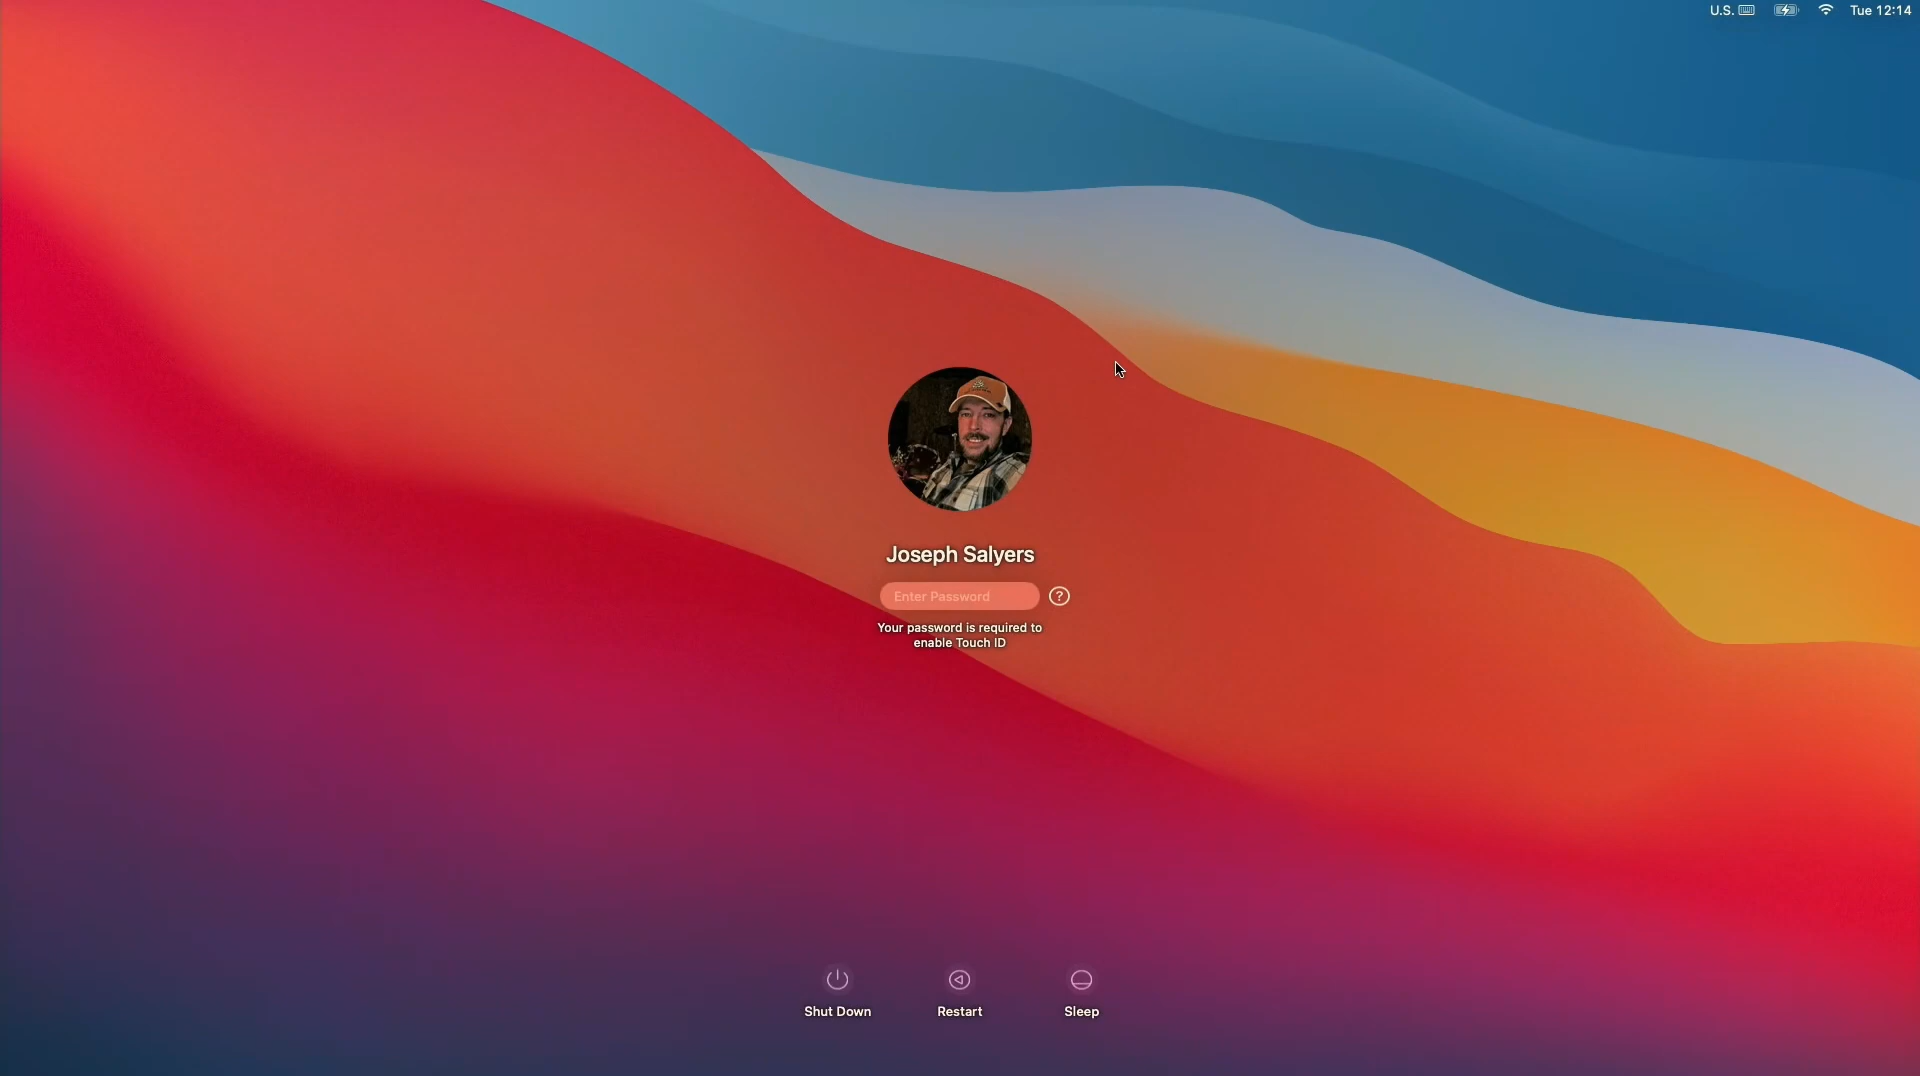 U.S. Tue 12:14
Joseph Salyers
Enter Password ?
Your password is required to
enable Touch ID
Shut Down Restart Sleep